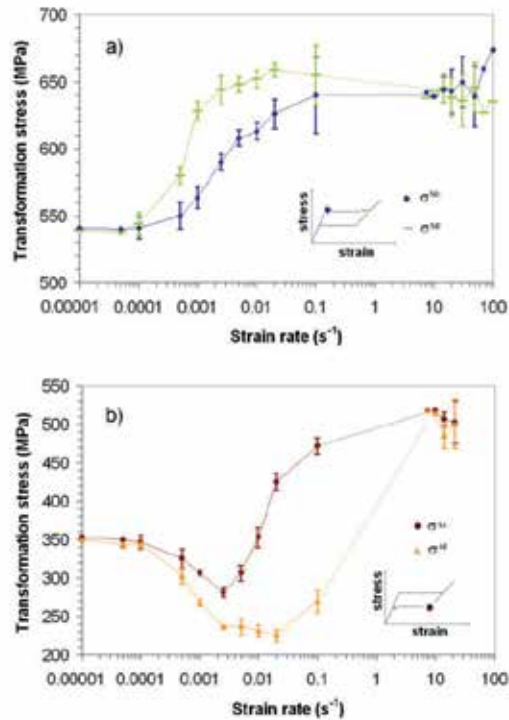 a)
Transformation stress (MPa)
700
650
600
550
500
0.00001 0.0001 0.001 0.01 0.1 1 10 100
Strain rate (s⁻¹)
stress
strain
b)
Transformation stress (MPa)
550
500
450
400
350
300
250
200
0.00001 0.0001 0.001 0.01 0.1 1 10 100
Strain rate (s⁻¹)
stress
strain